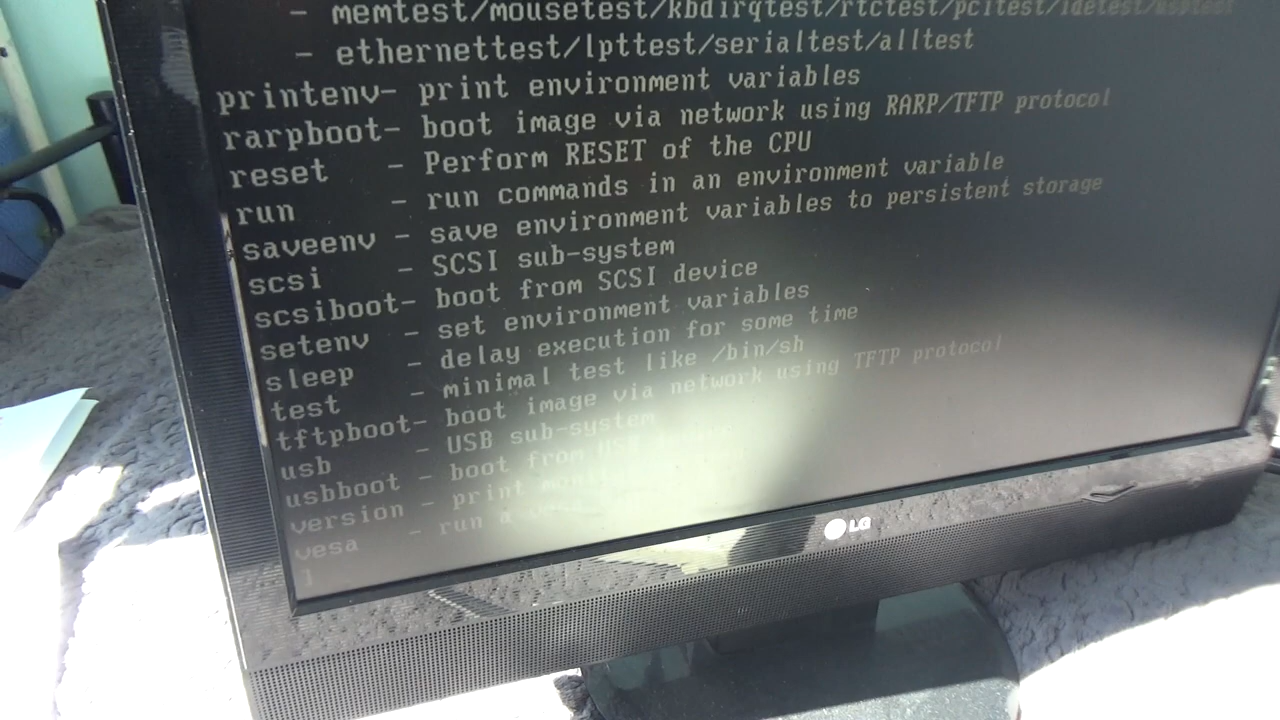 - memtest/mousetest/kbdirqtest/rtctest/pcitest/idetest/
- ethernettest/lpttest/serialtest/alltest
printenv- print environment variables
rarpboot- boot image via network using RARP/TFTP protocol
reset - Perform RESET of the CPU
run - run commands in an environment variable
saveenv - save environment variables to persistent storage
scsi - SCSI sub-system
scsiboot- boot from SCSI device
setenv - set environment variables
sleep - delay execution for some time
test - minimal test like /bin/sh
tftpboot- boot image via network using TFTP protocol
usb - USB sub-system
usbboot - boot from USB
version - print
vesa - run a
]
LG